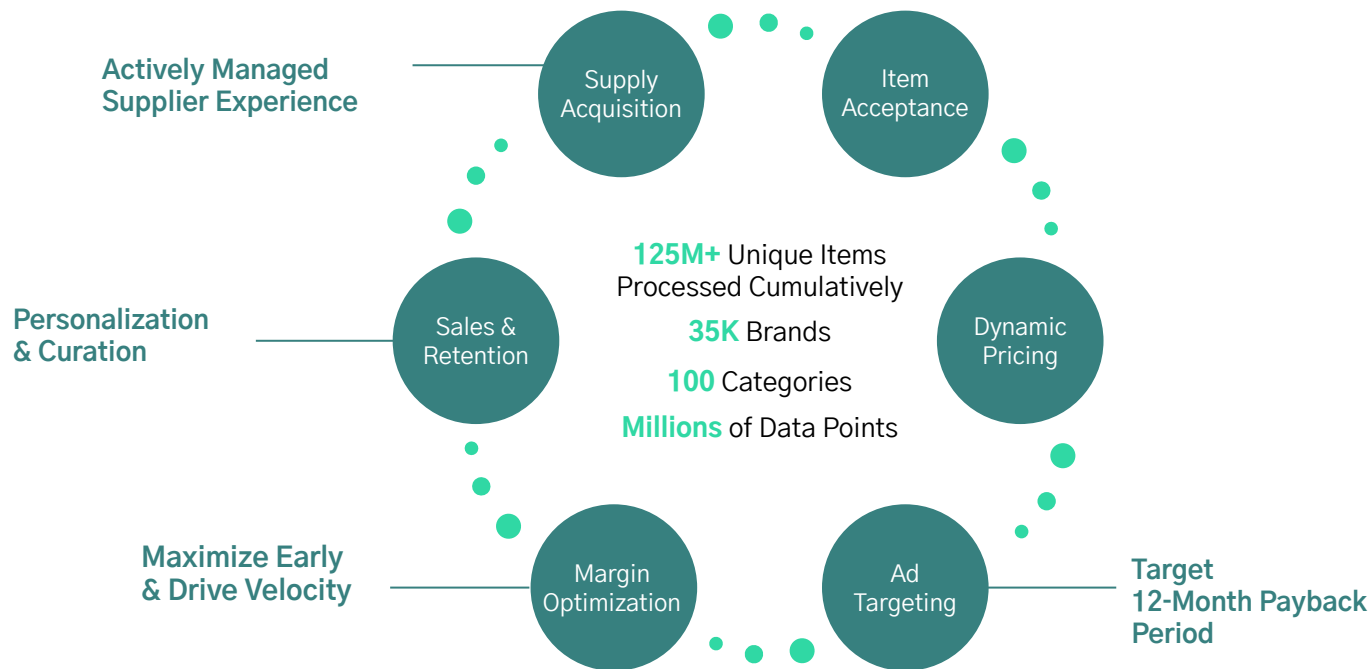 Actively Managed
Supplier Experience
Supply
Acquisition
Item
Acceptance
125M+ Unique Items
Processed Cumulatively
35K Brands
100 Categories
Millions of Data Points
Personalization
& Curation
Sales &
Retention
Dynamic
Pricing
Maximize Early
& Drive Velocity
Margin
Optimization
Ad
Targeting
Target
12-Month Payback
Period